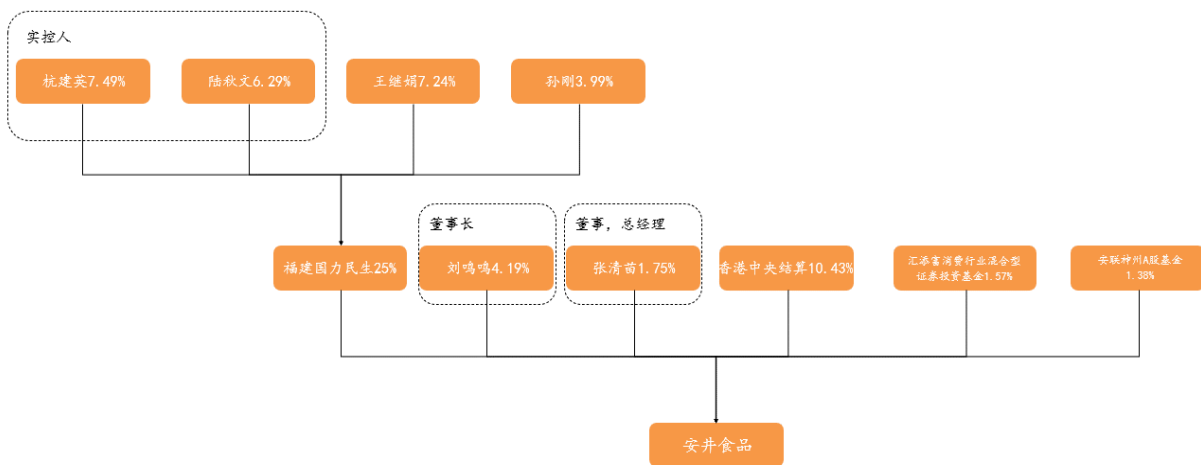 实控人
杭建英7.49%
陆秋文6.29%
王继娟7.24%
孙刚3.99%
董事长
董事，总经理
福建国力民生25%
刘鸣鸣4.19%
张清苗1.75%
香港中央结算10.43%
汇添富消费行业混合型
证券投资基金1.57%
安联神州A股基金
1.38%
安井食品